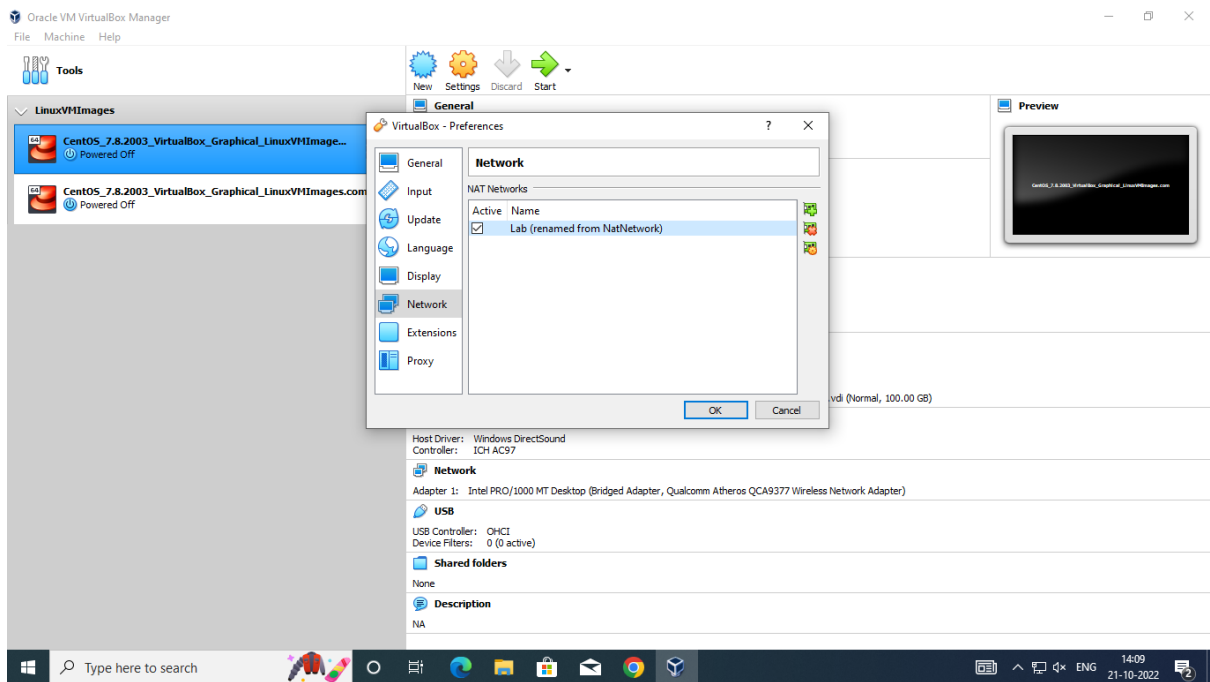 Oracle VM VirtualBox Manager
File Machine Help
Tools
New Settings Discard Start
LinuxVMImages
CentOS_7.8.2003_VirtualBox_Graphical_LinuxVMImage...
Powered Off
CentOS_7.8.2003_VirtualBox_Graphical_LinuxVMImages.com
Powered Off
General
Preview
CentOS_7.8.2003_VirtualBox_Graphical_LinuxVMImages.com
VirtualBox - Preferences ?
General
Input
Update
Language
Display
Network
Extensions
Proxy
Network
NAT Networks
Active Name
Lab (renamed from NatNetwork)
OK Cancel
.vdi (Normal, 100.00 GB)
Host Driver: Windows DirectSound
Controller: ICH AC97
Network
Adapter 1: Intel PRO/1000 MT Desktop (Bridged Adapter, Qualcomm Atheros QCA9377 Wireless Network Adapter)
USB
USB Controller: OHCI
Device Filters: 0 (0 active)
Shared folders
None
Description
NA
Type here to search
ENG
14:09
21-10-2022
2